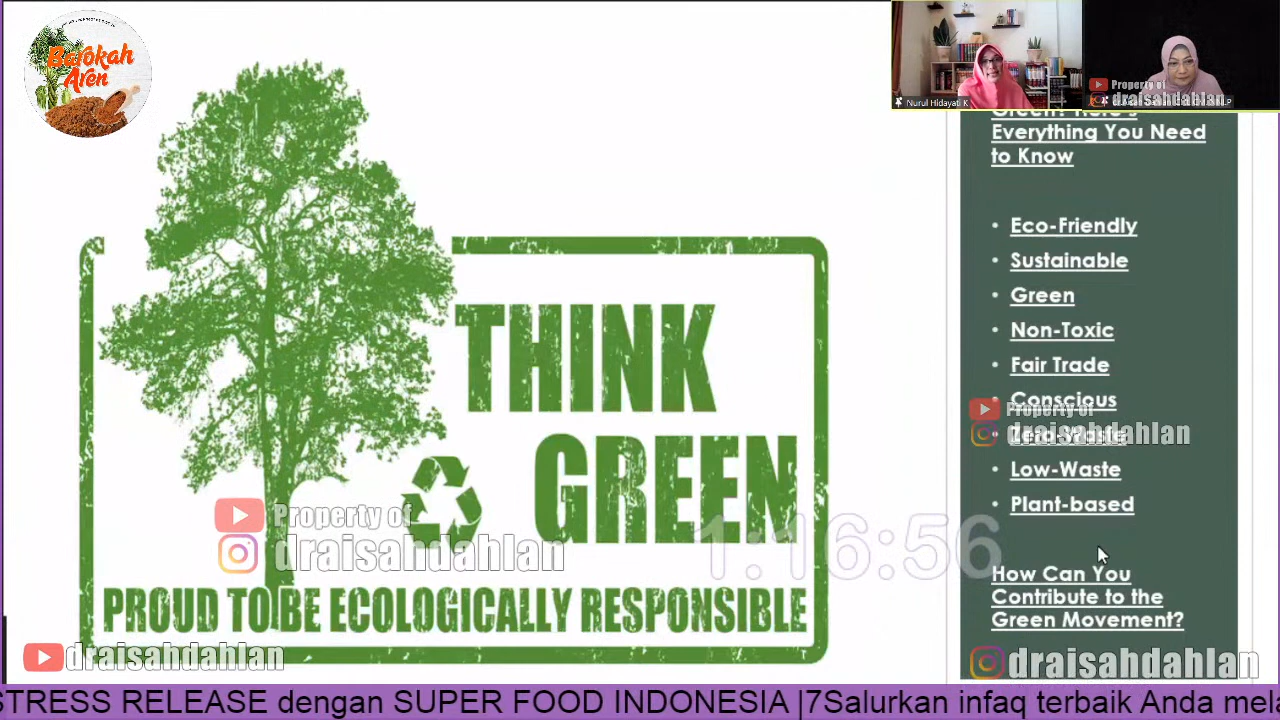 Barokah
Aren
Nurul Hidayati K
Property of
draisahdahlan
P
Everything You Need
to Know
• Eco-Friendly
• Sustainable
• Green
• Non-Toxic
• Fair Trade
• Conscious
Property of
draisahdahlan
• Low-Waste
• Plant-based
How Can You
Contribute to the
Green Movement?
THINK
GREEN
Property of
draisahdahlan
1:16:56
PROUD TO BE ECOLOGICALLY RESPONSIBLE
draisahdahlan
draisahdahlan
STRESS RELEASE dengan SUPER FOOD INDONESIA |7Salurkan infaq terbaik Anda mela